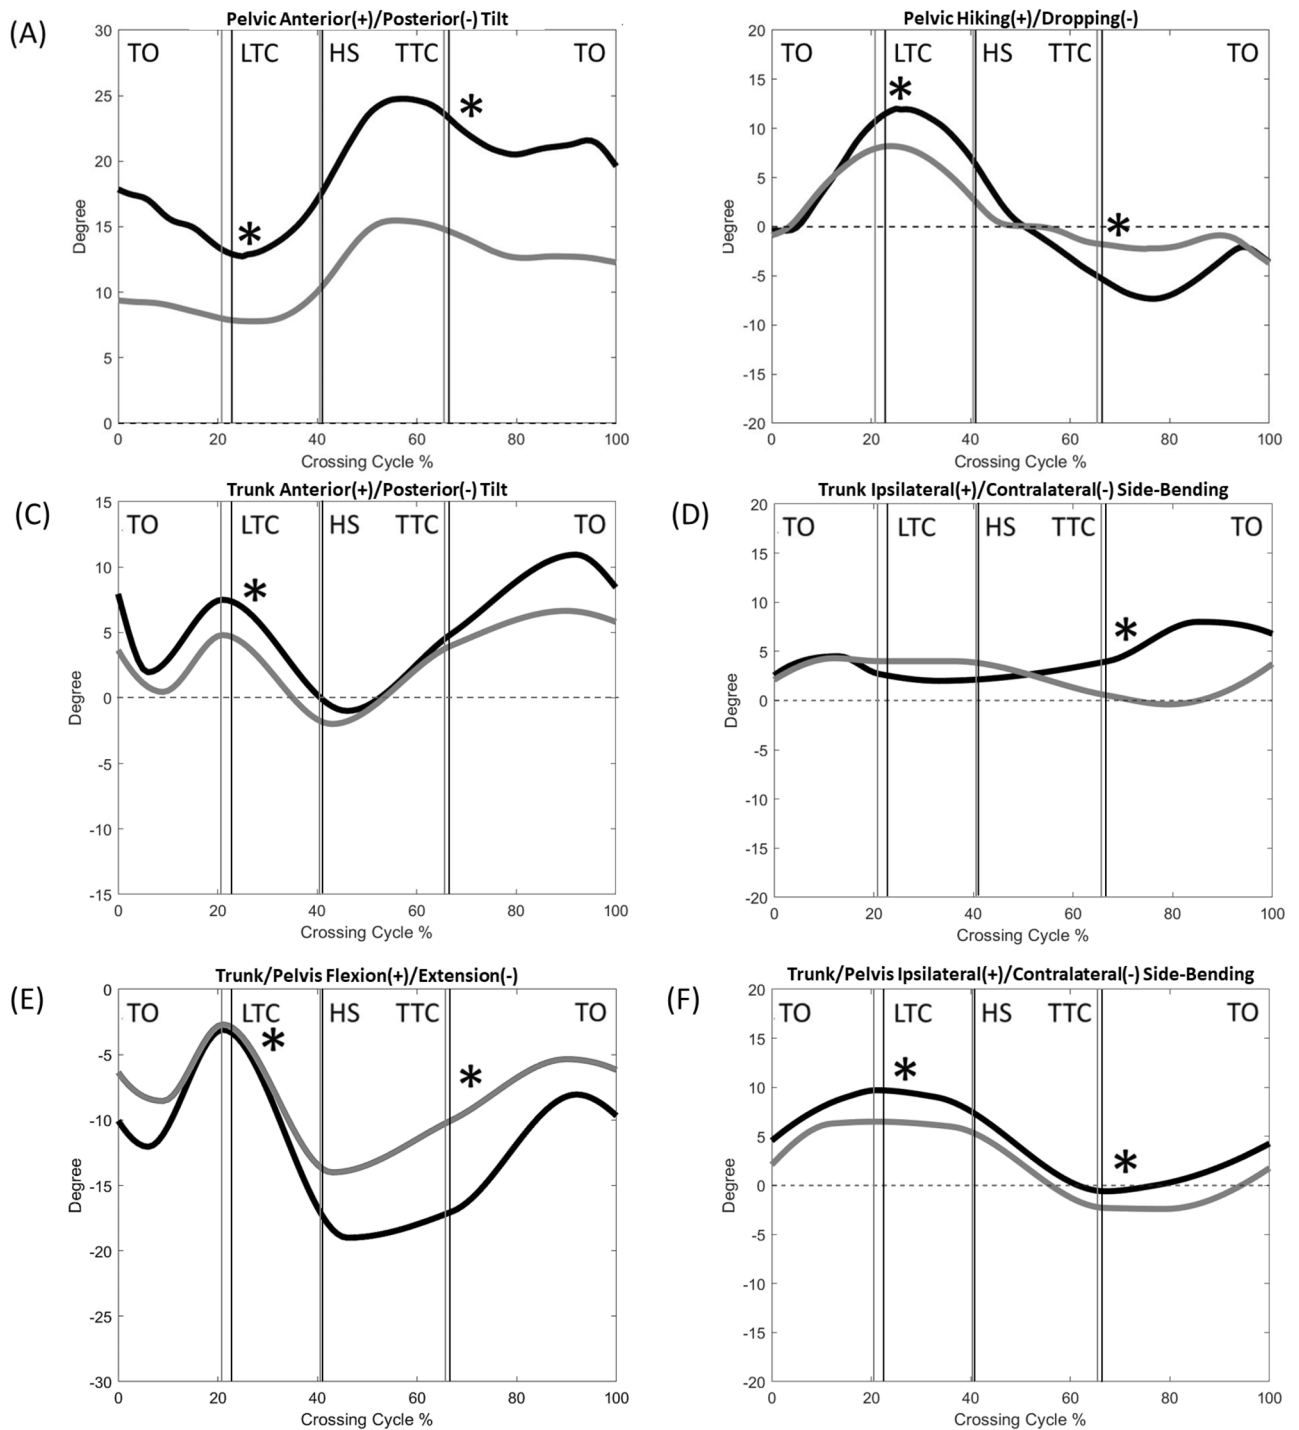 (A)
Pelvic Anterior(+)/Posterior(-) Tilt
30
25
20
15
10
5
0
Degree
TO LTC HS TTC TO
*
*
0 20 40 60 80 100
Crossing Cycle %
Pelvic Hiking(+)/Dropping(-)
20
15
10
5
0
-5
-10
-15
-20
Degree
TO LTC HS TTC TO
*
*
0 20 40 60 80 100
Crossing Cycle %
(C)
Trunk Anterior(+)/Posterior(-) Tilt
15
10
5
0
-5
-10
-15
Degree
TO LTC HS TTC TO
*
0 20 40 60 80 100
Crossing Cycle %
(D)
Trunk Ipsilateral(+)/Contralateral(-) Side-Bending
20
15
10
5
0
-5
-10
-15
-20
Degree
TO LTC HS TTC TO
*
0 20 40 60 80 100
Crossing Cycle %
(E)
Trunk/Pelvis Flexion(+)/Extension(-)
0
-5
-10
-15
-20
-25
-30
Degree
TO LTC HS TTC TO
*
*
0 20 40 60 80 100
Crossing Cycle %
(F)
Trunk/Pelvis Ipsilateral(+)/Contralateral(-) Side-Bending
20
15
10
5
0
-5
-10
-15
-20
Degree
TO LTC HS TTC TO
*
*
0 20 40 60 80 100
Crossing Cycle %